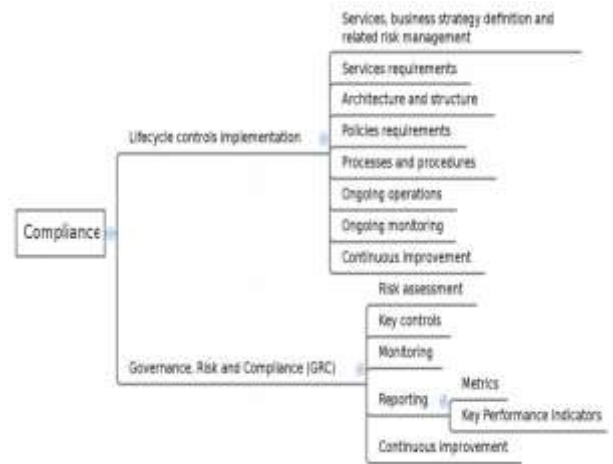 Services, business strategy definition and
related risk management
Services requirements
Architecture and structure
Lifecycle controls implementation
Policies requirements
Processes and procedures
Ongoing operations
Ongoing monitoring
Continuous improvement
Compliance
Risk assessment
Key controls
Monitoring
Governance, Risk and Compliance (GRC)
Reporting
Metrics
Key Performance Indicators
Continuous improvement